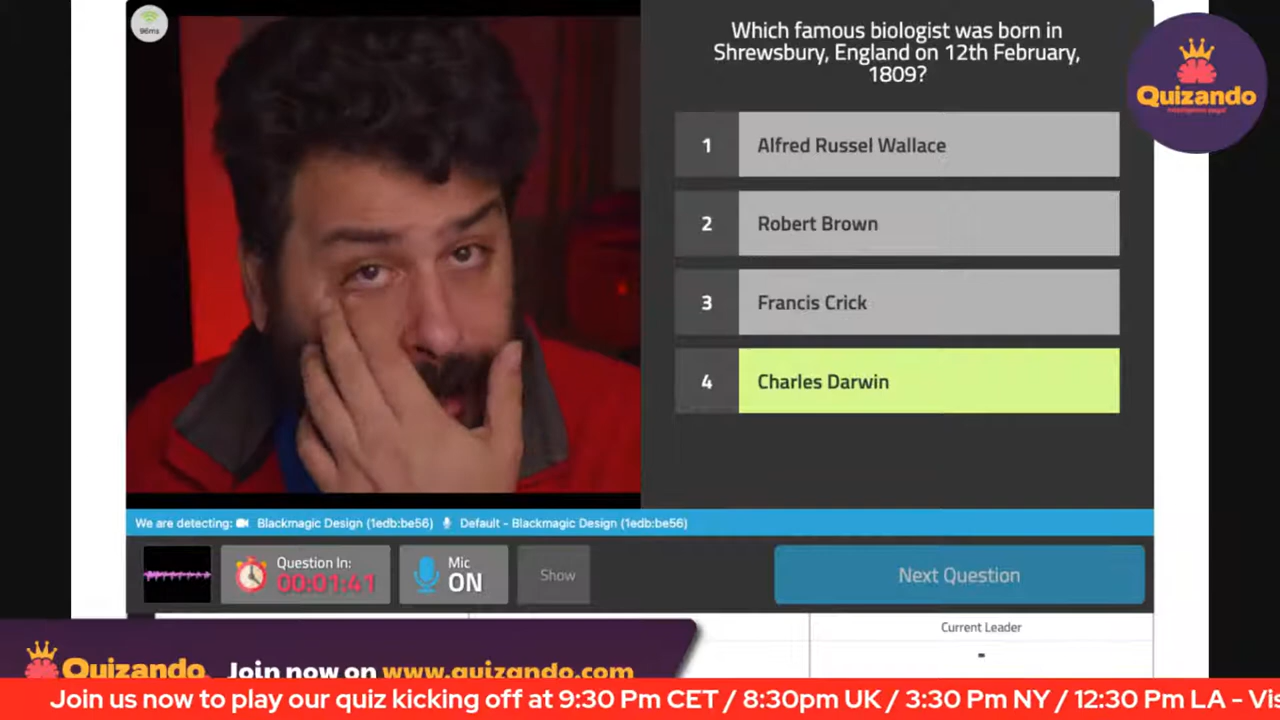 96ms
Which famous biologist was born in
Shrewsbury, England on 12th February,
1809?
Quizando
1 Alfred Russel Wallace
2 Robert Brown
3 Francis Crick
4 Charles Darwin
We are detecting: Blackmagic Design (1edb:be56) Default - Blackmagic Design (1edb:be56)
Question In:
00:01:41
Mic
ON
Show
Next Question
Current Leader
-
Quizando Join now on www.quizando.com
Join us now to play our quiz kicking off at 9:30 Pm CET / 8:30pm UK / 3:30 Pm NY / 12:30 Pm LA - Vis